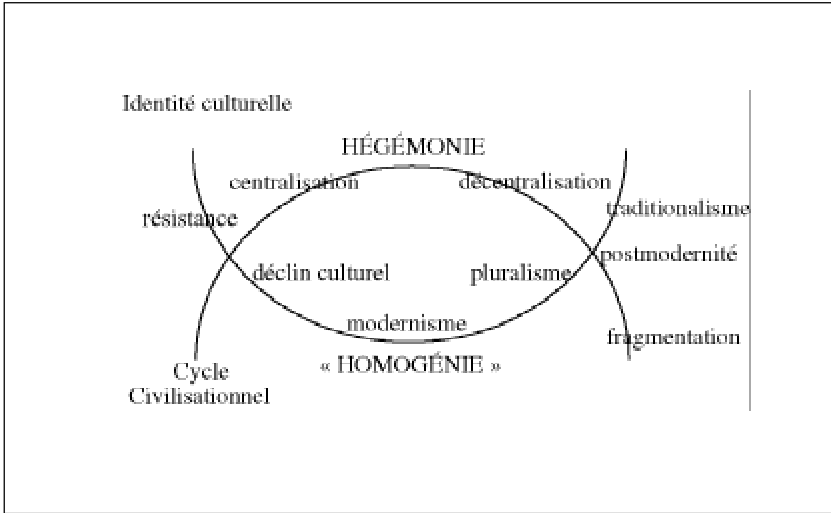 Identité culturelle
HÉGÉMONIE
centralisation
décentralisation
traditionalisme
résistance
postmodernité
déclin culturel
pluralisme
modernisme
fragmentation
« HOMOGÉNIE »
Cycle
Civilisationnel